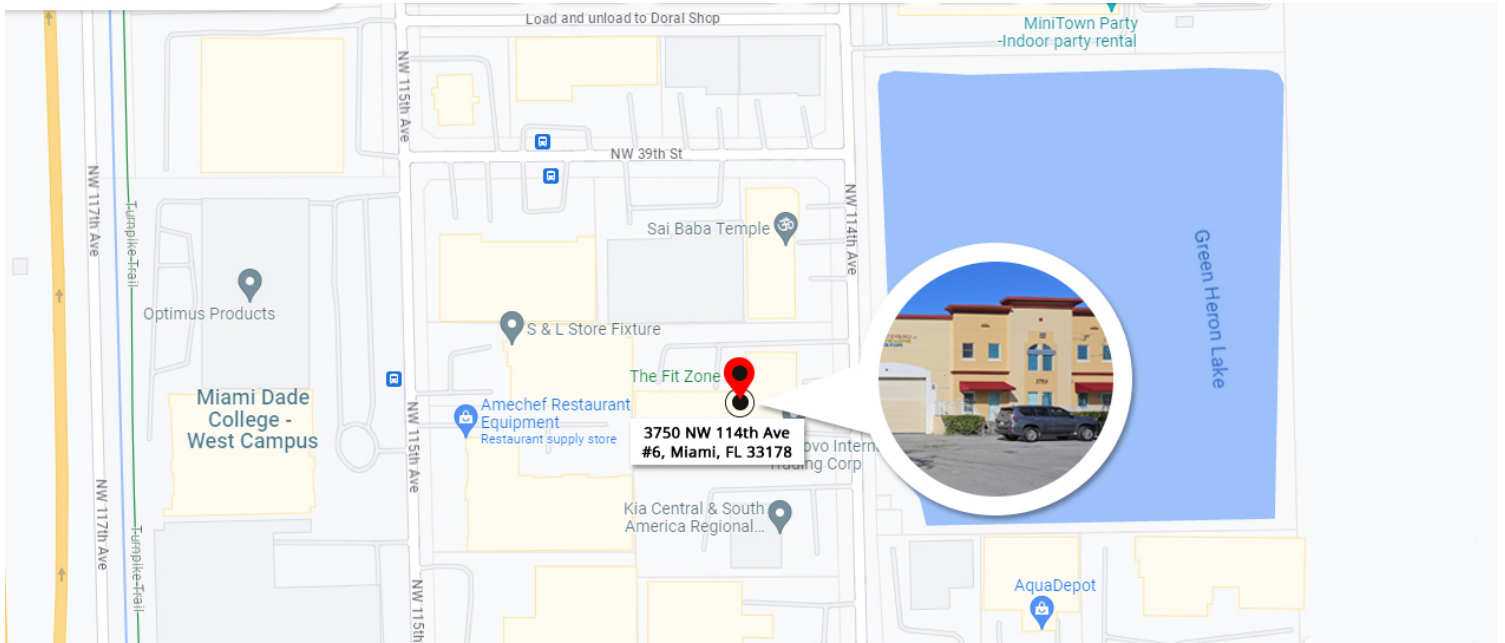 Load and unload to Doral Shop
MiniTown Party
-Indoor party rental
NW 115th Ave
NW 39th St
NW 117th Ave
Turnpike Trail
NW 114th Ave
Sai Baba Temple
Green Heron Lake
Optimus Products
S & L Store Fixture
The Fit Zone
3750
Miami Dade
College -
West Campus
Amechef Restaurant
Equipment
Restaurant supply store
3750 NW 114th Ave
#6, Miami, FL 33178
NW 115th Ave
ovo Intern
Trading Corp
NW 117th Ave
Kia Central & South
America Regional...
Turnpike Trail
AquaDepot
NW 115th